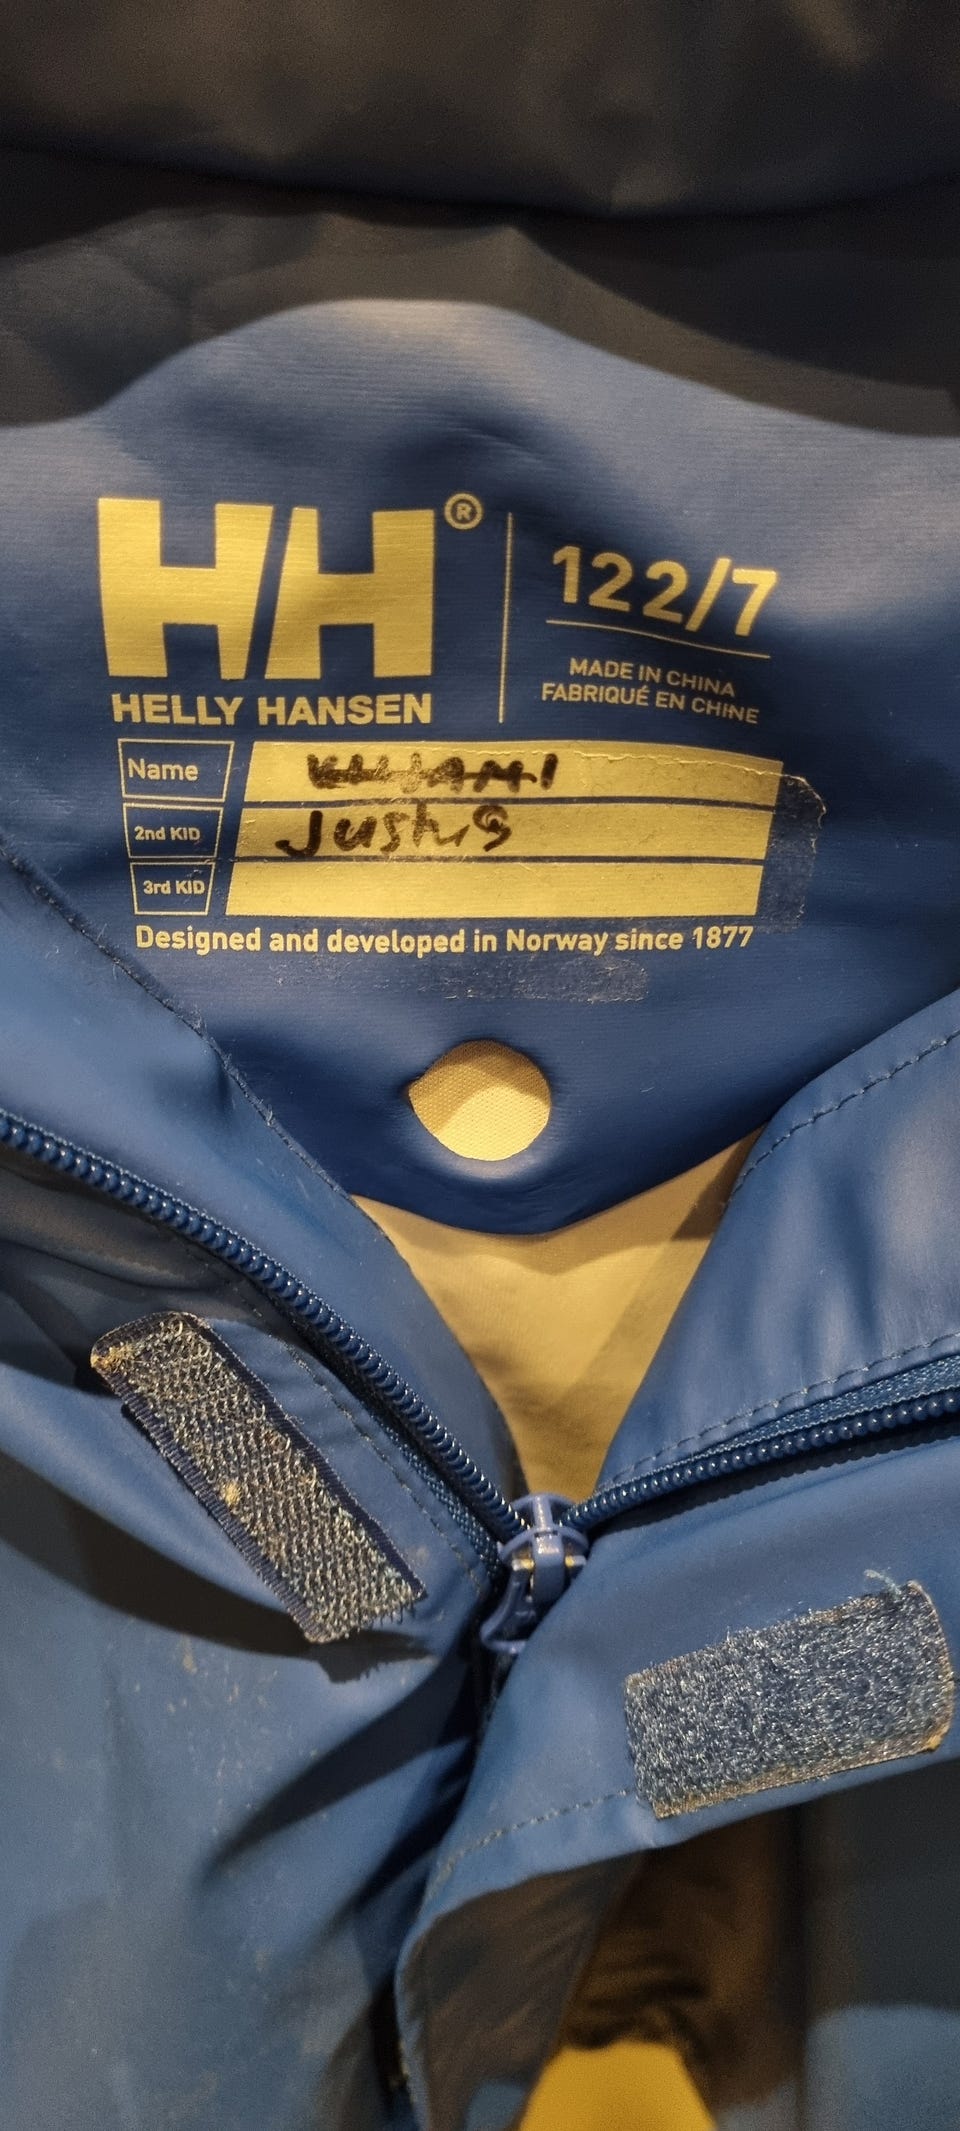 HH®
HELLY HANSEN
122/7
MADE IN CHINA
FABRIQUÉ EN CHINE
Name
2nd KID Justus
3rd KID
Designed and developed in Norway since 1877